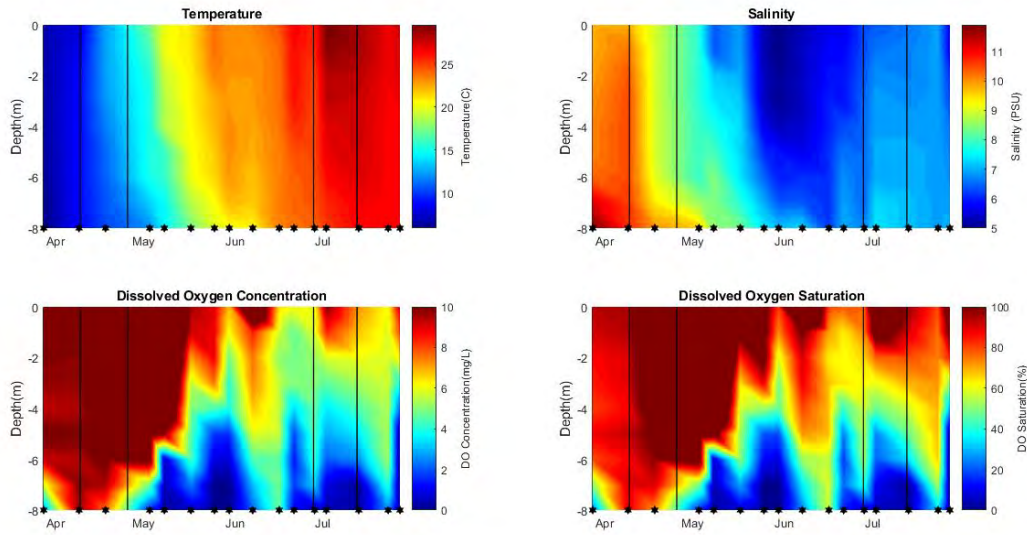 Temperature
0
-2
-4
-6
-8
Depth(m)
Apr May Jun Jul
25
20
15
10
Temperature(C)
Salinity
0
-2
-4
-6
-8
Depth(m)
Apr May Jun Jul
11
10
9
8
7
6
5
Salinity (PSU)
Dissolved Oxygen Concentration
0
-2
-4
-6
-8
Depth(m)
Apr May Jun Jul
10
8
6
4
2
0
DO Concentration(mg/L)
Dissolved Oxygen Saturation
0
-2
-4
-6
-8
Depth(m)
Apr May Jun Jul
100
80
60
40
20
0
DO Saturation(%)